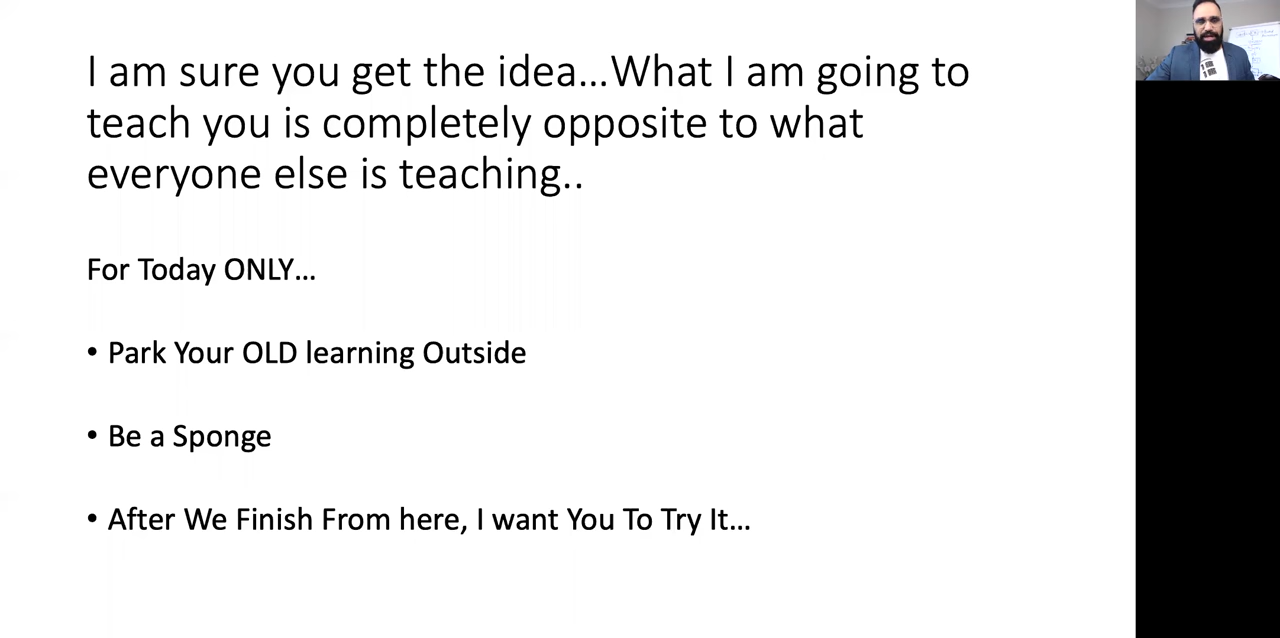 I am sure you get the idea...What I am going to
teach you is completely opposite to what
everyone else is teaching..
For Today ONLY...
• Park Your OLD learning Outside
• Be a Sponge
• After We Finish From here, I want You To Try It...